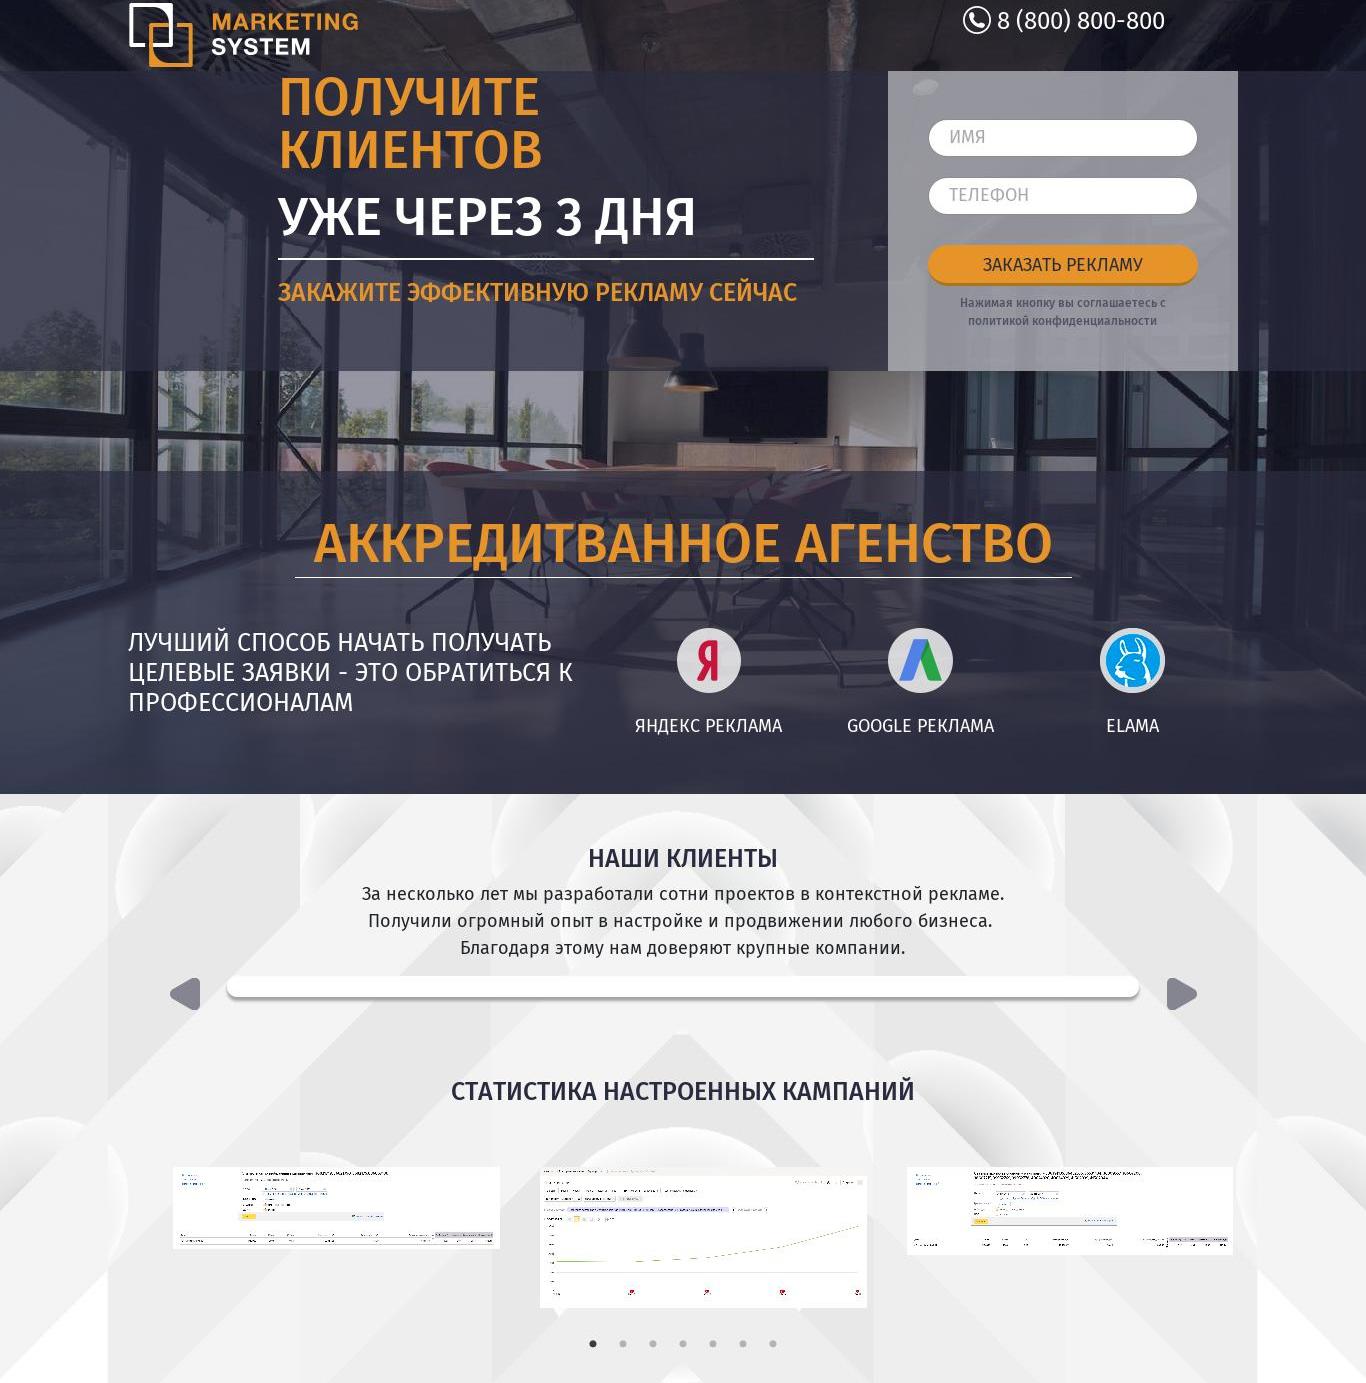 MARKETING
SYSTEM
8 (800) 800-800
ПОЛУЧИТЕ
КЛИЕНТОВ
УЖЕ ЧЕРЕЗ 3 ДНЯ
ЗАКАЖИТЕ ЭФФЕКТИВНУЮ РЕКЛАМУ СЕЙЧАС
ИМЯ
ТЕЛЕФОН
ЗАКАЗАТЬ РЕКЛАМУ
Нажимая кнопку вы соглашаетесь с
политикой конфиденциальности
АККРЕДИТВАННОЕ АГЕНСТВО
ЛУЧШИЙ СПОСОБ НАЧАТЬ ПОЛУЧАТЬ
ЦЕЛЕВЫЕ ЗАЯВКИ - ЭТО ОБРАТИТЬСЯ К
ПРОФЕССИОНАЛАМ
Я
ЯНДЕКС РЕКЛАМА
GOOGLE РЕКЛАМА
ELAMA
НАШИ КЛИЕНТЫ
За несколько лет мы разработали сотни проектов в контекстной рекламе.
Получили огромный опыт в настройке и продвижении любого бизнеса.
Благодаря этому нам доверяют крупные компании.
СТАТИСТИКА НАСТРОЕННЫХ КАМПАНИЙ